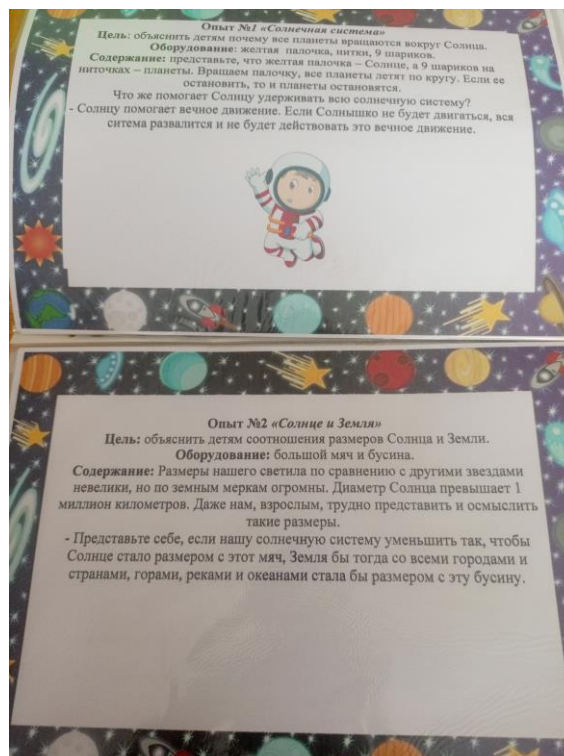 Опыт №1 «Солнечная система»
Цель: объяснить детям почему все планеты вращаются вокруг Солнца.
Оборудование: желтая палочка, нитки, 9 шариков.
Содержание: представьте, что желтая палочка – Солнце, а 9 шариков на
ниточках – планеты. Вращаем палочку, все планеты летят по кругу. Если ее
остановить, то и планеты остановятся.
Что же помогает Солнцу удерживать всю солнечную систему?
- Солнцу помогает вечное движение. Если Солнышко не будет двигаться, вся
ситема развалится и не будет действовать это вечное движение.
Опыт №2 «Солнце и Земля»
Цель: объяснить детям соотношения размеров Солнца и Земли.
Оборудование: большой мяч и бусина.
Содержание: Размеры нашего светила по сравнению с другими звездами
невелики, но по земным меркам огромны. Диаметр Солнца превышает 1
миллион километров. Даже нам, взрослым, трудно представить и осмыслить
такие размеры.
- Представьте себе, если нашу солнечную систему уменьшить так, чтобы
Солнце стало размером с этот мяч, Земля бы тогда со всеми городами и
странами, горами, реками и океанами стала бы размером с эту бусину.